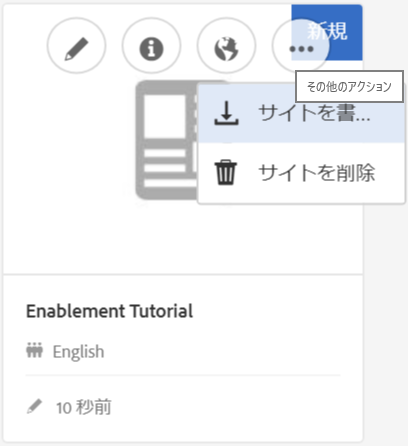 新規
その他のアクション
サイトを書...
サイトを削除
Enablement Tutorial
English
10 秒前